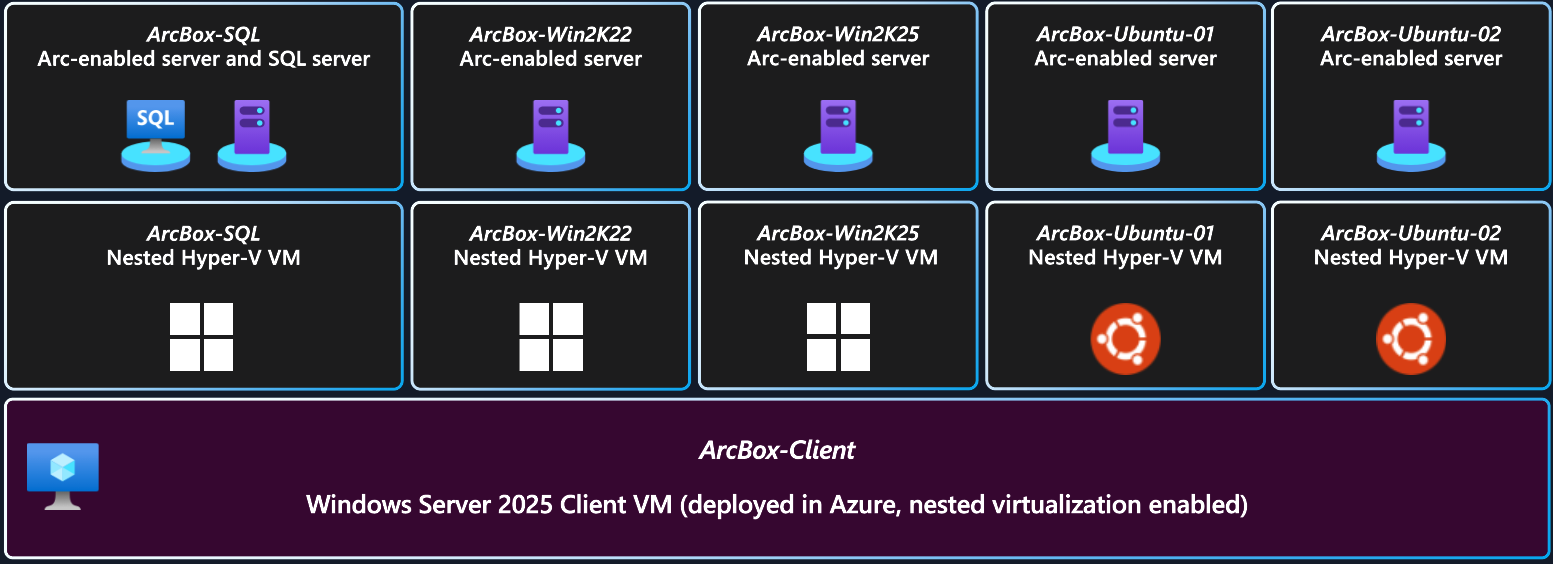 ArcBox-SQL
Arc-enabled server and SQL server
SQL
ArcBox-Win2K22
Arc-enabled server
ArcBox-Win2K25
Arc-enabled server
ArcBox-Ubuntu-01
Arc-enabled server
ArcBox-Ubuntu-02
Arc-enabled server
ArcBox-SQL
Nested Hyper-V VM
ArcBox-Win2K22
Nested Hyper-V VM
ArcBox-Win2K25
Nested Hyper-V VM
ArcBox-Ubuntu-01
Nested Hyper-V VM
ArcBox-Ubuntu-02
Nested Hyper-V VM
ArcBox-Client
Windows Server 2025 Client VM (deployed in Azure, nested virtualization enabled)